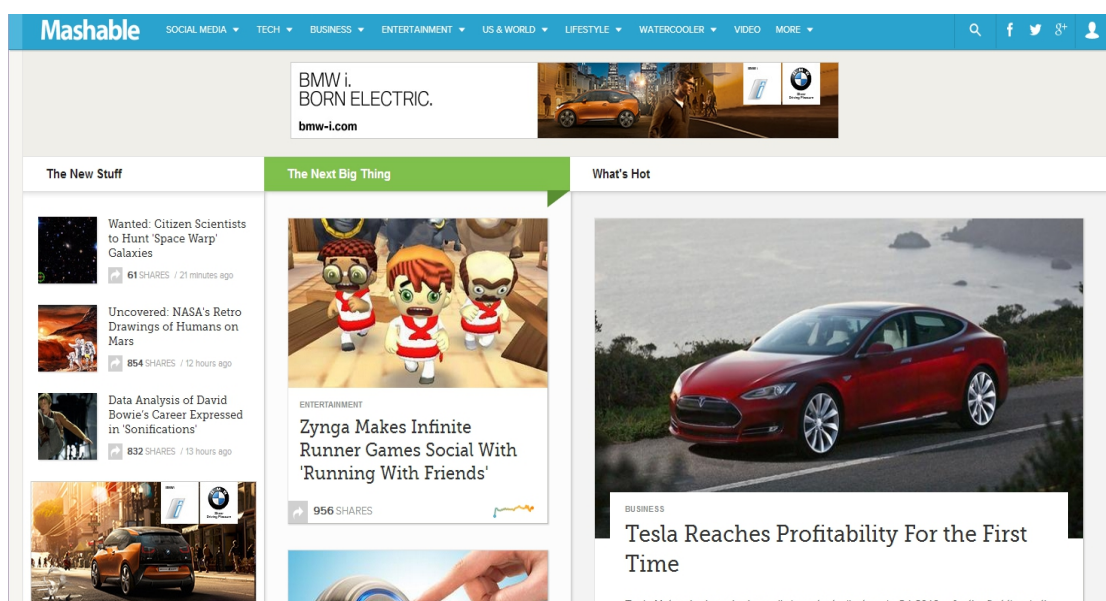 Mashable
SOCIAL MEDIA
TECH
BUSINESS
ENTERTAINMENT
US & WORLD
LIFESTYLE
WATERCOOLER
VIDEO
MORE
BMW i.
BORN ELECTRIC.
bmw-i.com
The New Stuff
The Next Big Thing
What's Hot
Wanted: Citizen Scientists
to Hunt 'Space Warp'
Galaxies
61 SHARES / 21 minutes ago
Uncovered: NASA's Retro
Drawings of Humans on
Mars
854 SHARES / 12 hours ago
Data Analysis of David
Bowie's Career Expressed
in 'Sonifications'
832 SHARES / 13 hours ago
ENTERTAINMENT
Zynga Makes Infinite
Runner Games Social With
'Running With Friends'
956 SHARES
BUSINESS
Tesla Reaches Profitability For the First
Time